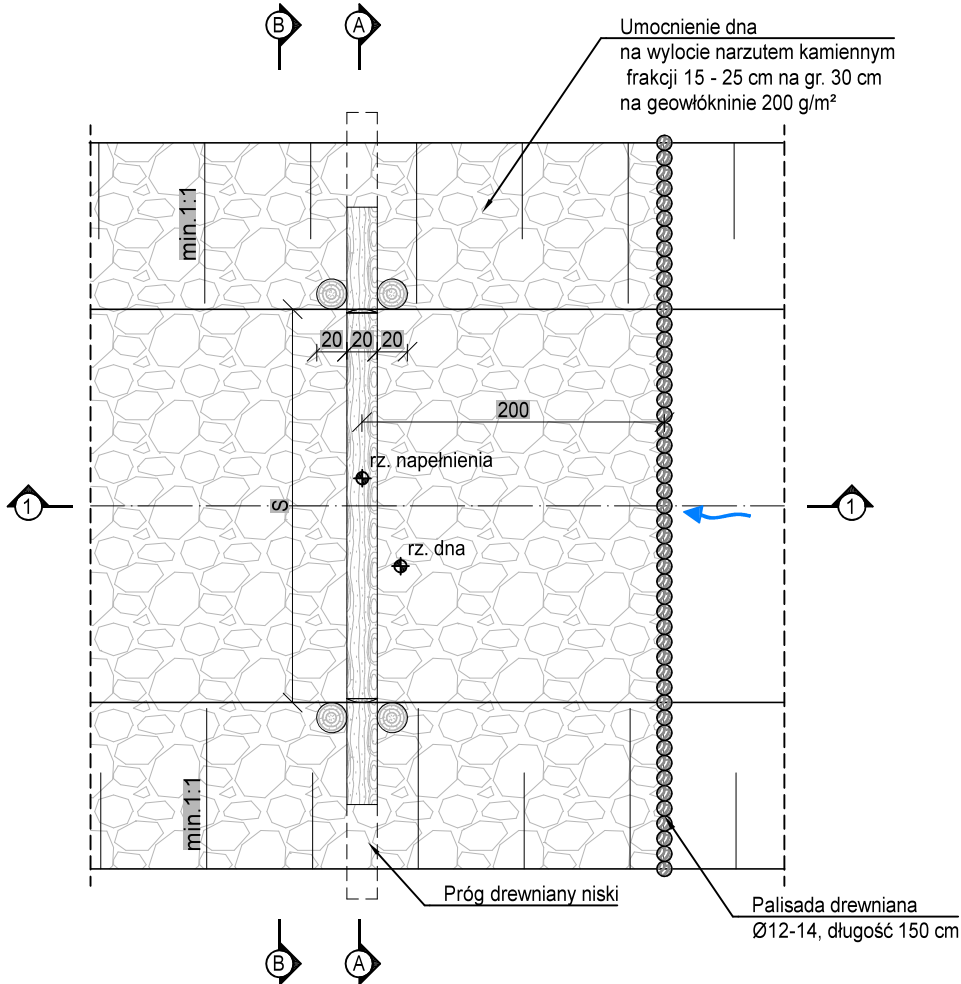 B
A
Umocnienie dna
na wylocie narzutem kamiennym
frakcji 15 - 25 cm na gr. 30 cm
na geowłókninie 200 g/m²
min.1:1
20
20
20
200
rz. napełnienia
S
1
1
rz. dna
min.1:1
Próg drewniany niski
Palisada drewniana
Ø12-14, długość 150 cm
B
A